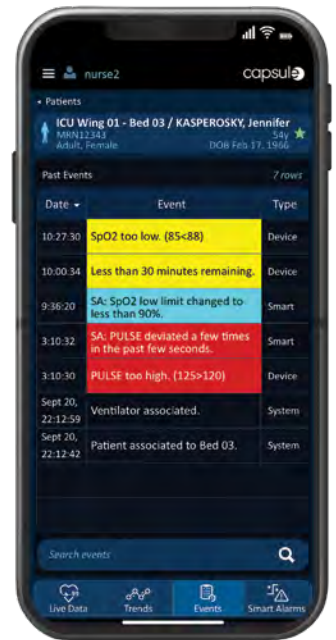 nurse2
capsule
Patients
ICU Wing 01 - Bed 03 / KASPEROSKY, Jennifer
MRN12343
54y
Adult, Female
DOB Feb 17, 1966
Past Events
7 rows
Date
Event
Type
10:27:30
SpO2 too low. (85<88)
Device
10:00:34
Less than 30 minutes remaining.
Device
9:36:20
SA: SpO2 low limit changed to
less than 90%.
Smart
3:10:32
SA: PULSE deviated a few times
in the past few seconds.
Smart
3:10:30
PULSE too high. (125>120)
Device
Sept 20,
22:12:59
Ventilator associated.
System
Sept 20,
22:12:42
Patient associated to Bed 03.
System
Search events
Live Data
Trends
Events
Smart Alarms